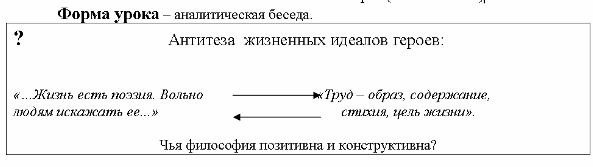 Форма урока – аналитическая беседа.
?
Антитеза жизненных идеалов героев:
«…Жизнь есть поэзия. Вольно «Труд – образ, содержание,
людям искажать ее…» стихия, цель жизни».
Чья философия позитивна и конструктивна?